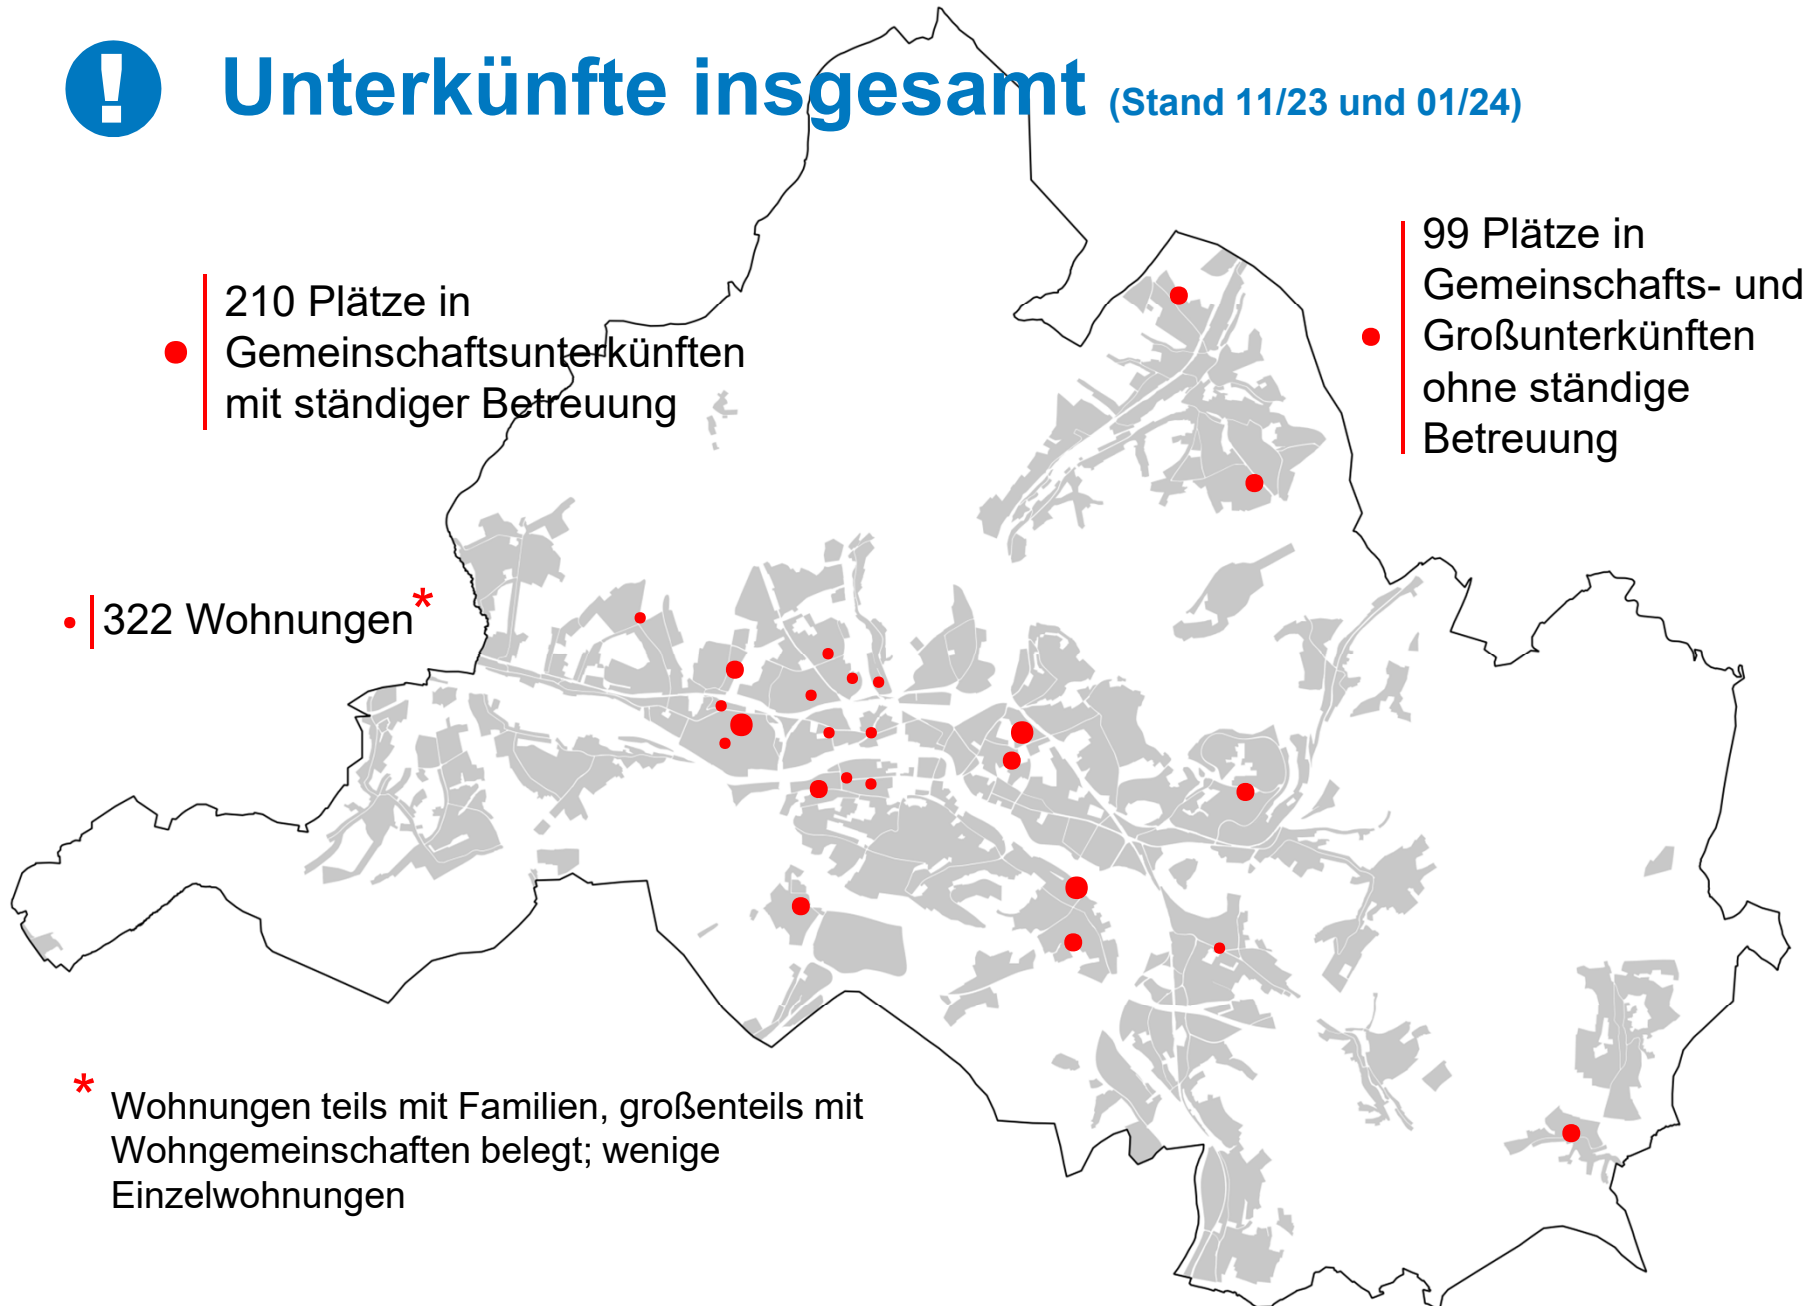 ! Unterkünfte insgesamt (Stand 11/23 und 01/24)
210 Plätze in
Gemeinschaftsunterkünften
mit ständiger Betreuung
99 Plätze in
Gemeinschafts- und
Großunterkünften
ohne ständige
Betreuung
322 Wohnungen*
* Wohnungen teils mit Familien, großenteils mit
Wohngemeinschaften belegt; wenige
Einzelwohnungen